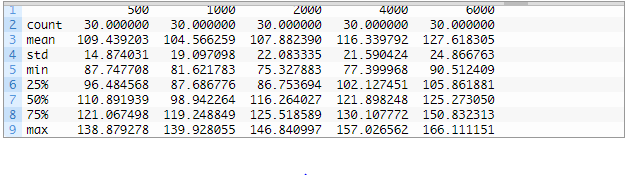 1 500 1000 2000 4000 6000
2 count 30.000000 30.000000 30.000000 30.000000 30.000000
3 mean 109.439203 104.566259 107.882390 116.339792 127.618305
4 std 14.874031 19.097098 22.083335 21.590424 24.866763
5 min 87.747708 81.621783 75.327883 77.399968 90.512409
6 25% 96.484568 87.686776 86.753694 102.127451 105.861881
7 50% 110.891939 98.942264 116.264027 121.898248 125.273050
8 75% 121.067498 119.248849 125.518589 130.107772 150.832313
9 max 138.879278 139.928055 146.840997 157.026562 166.111151